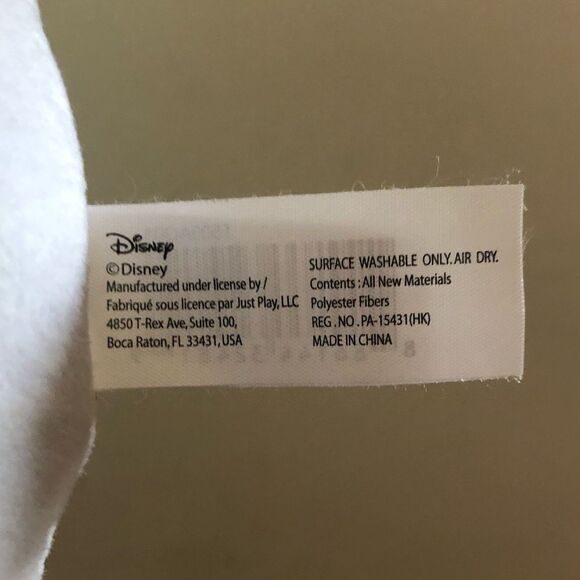 Disney
©Disney
Manufactured under license by /
Fabriqué sous licence par Just Play, LLC
4850 T-Rex Ave, Suite 100,
Boca Raton, FL 33431, USA
SURFACE WASHABLE ONLY. AIR DRY.
Contents : All New Materials
Polyester Fibers
REG . NO . PA-15431(HK)
MADE IN CHINA